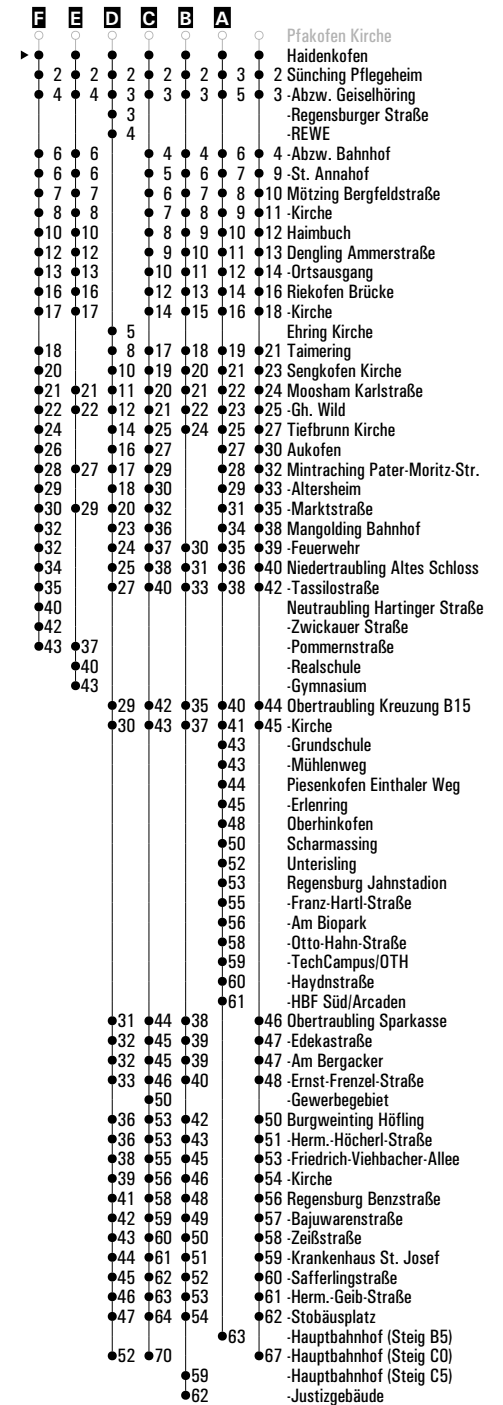 F E D C B A
Pfakofen Kirche
Haidenkofen
2 2 2 2 2 3 2 Sünching Pflegeheim
4 4 3 3 3 5 3 -Abzw. Geiselhöring
3 -Regensburger Straße
4 -REWE
6 6 4 4 6 4 -Abzw. Bahnhof
6 6 5 6 7 9 -St. Annahof
7 7 6 7 8 10 Mötzing Bergfeldstraße
8 8 7 8 9 11 -Kirche
10 10 8 9 10 12 Haimbuch
12 12 9 10 11 13 Dengling Ammerstraße
13 13 10 11 12 14 -Ortsausgang
16 16 12 13 14 16 Riekofen Brücke
17 17 14 15 16 18 -Kirche
5 Ehring Kirche
18 8 17 18 19 21 Taimering
20 10 19 20 21 23 Sengkofen Kirche
21 21 11 20 21 22 24 Moosham Karlstraße
22 22 12 21 22 23 25 -Gh. Wild
24 14 25 24 25 27 Tiefbrunn Kirche
26 16 27 27 30 Aukofen
28 27 17 29 28 32 Mintraching Pater-Moritz-Str.
29 18 30 29 33 -Altersheim
30 29 20 32 31 35 -Marktstraße
32 23 36 34 38 Mangolding Bahnhof
32 24 37 30 35 39 -Feuerwehr
34 25 38 31 36 40 Niedertraubling Altes Schloss
35 27 40 33 38 42 -Tassilostraße
40 Neutraubling Hartinger Straße
42 -Zwickauer Straße
43 37 -Pommernstraße
40 -Realschule
43 -Gymnasium
29 42 35 40 44 Obertraubling Kreuzung B15
30 43 37 41 45 -Kirche
43 -Grundschule
43 -Mühlenweg
44 Piesenkofen Einthaler Weg
45 -Erlenring
48 Oberhinkofen
50 Scharmassing
52 Unterisling
53 Regensburg Jahnstadion
55 -Franz-Hartl-Straße
56 -Am Biopark
58 -Otto-Hahn-Straße
59 -TechCampus/OTH
60 -Haydnstraße
61 -HBF Süd/Arcaden
31 44 38 46 Obertraubling Sparkasse
32 45 39 47 -Edekastraße
32 45 39 47 -Am Bergacker
33 46 40 48 -Ernst-Frenzel-Straße
50 -Gewerbegebiet
36 53 42 50 Burgweinting Höfling
36 53 43 51 -Herm.-Höcherl-Straße
38 55 45 53 -Friedrich-Viehbacher-Allee
39 56 46 54 -Kirche
41 58 48 56 Regensburg Benzstraße
42 59 49 57 -Bajuwarenstraße
43 60 50 58 -Zeißstraße
44 61 51 59 -Krankenhaus St. Josef
45 62 52 60 -Safferlingstraße
46 63 53 61 -Herm.-Geib-Straße
47 64 54 62 -Stobäusplatz
63 -Hauptbahnhof (Steig B5)
52 70 67 -Hauptbahnhof (Steig C0)
59 -Hauptbahnhof (Steig C5)
62 -Justizgebäude